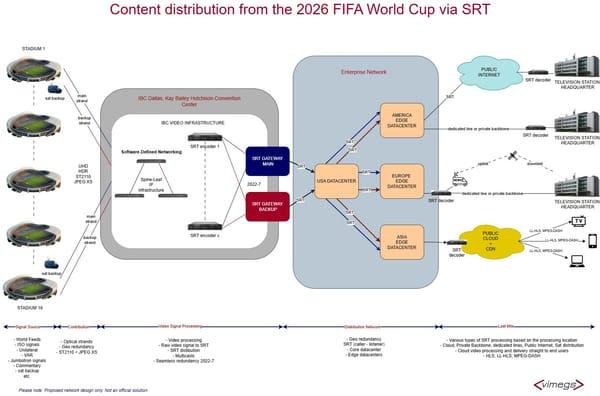 Content distribution from the 2026 FIFA World Cup via SRT
STADIUM 1
sat backup
main
strand
UHD
HDR
ST2110
JPEG XS
main
strand
backup
strand
sat backup
STADIUM 16
IBC Dallas, Kay Bailey Hutchison Convention
Center
IBC VIDEO INFRASTRUCTURE
SRT encoder 1
Software-Defined Networking
Spine-Leaf
IP
infrastructure
2022-7
SRT GATEWAY
MAIN
SRT GATEWAY
BACKUP
SRT
SRT
Enterprise Network
USA DATACENTER
SRT
SRT
SRT
SRT
SRT
SRT
AMERICA
EDGE
DATACENTER
EUROPE
EDGE
DATACENTER
ASIA
EDGE
DATACENTER
SRT
PUBLIC
INTERNET
SRT decoder
TELEVISION STATION
HEADQUARTER
dedicated line or private backbone
SRT decoder
TELEVISION STATION
HEADQUARTER
uplink
downlink
SRT decoder
dedicated line or private backbone
TELEVISION STATION
HEADQUARTER
SRT
decoder
PUBLIC
CLOUD
+
CDN
LL-HLS, MPEG-DASH
LL-HLS, MPEG-DASH
LL-HLS, MPEG-DASH
TV
Signal Source
- World Feeds
- ISO signals
- Unilateral
- VAR
- Jumbotron signals
- Commentary
- sat backup
etc.
Contribution
- Optical strands
- Geo redundancy
- ST2110 + JPEG XS
Video Signal Processing
- Video processing
- Raw video signal to SRT
- SRT distibution
- Multicasts
- Seamless redundancy 2022-7
Distribution Network
- Geo redundancy
- SRT (caller - listener)
- Core datacenter
- Edge datacenters
Last Mile
- Various types of SRT processing based on the processing location
- Cloud, Private Backbone, dedicated lines, Public Internet, Sat distribution
- Cloud video processing and delivery straight to end users
- HLS, LL-HLS, MPEG-DASH
Please note: Proposed network design only. Not an official solution.
vimegs